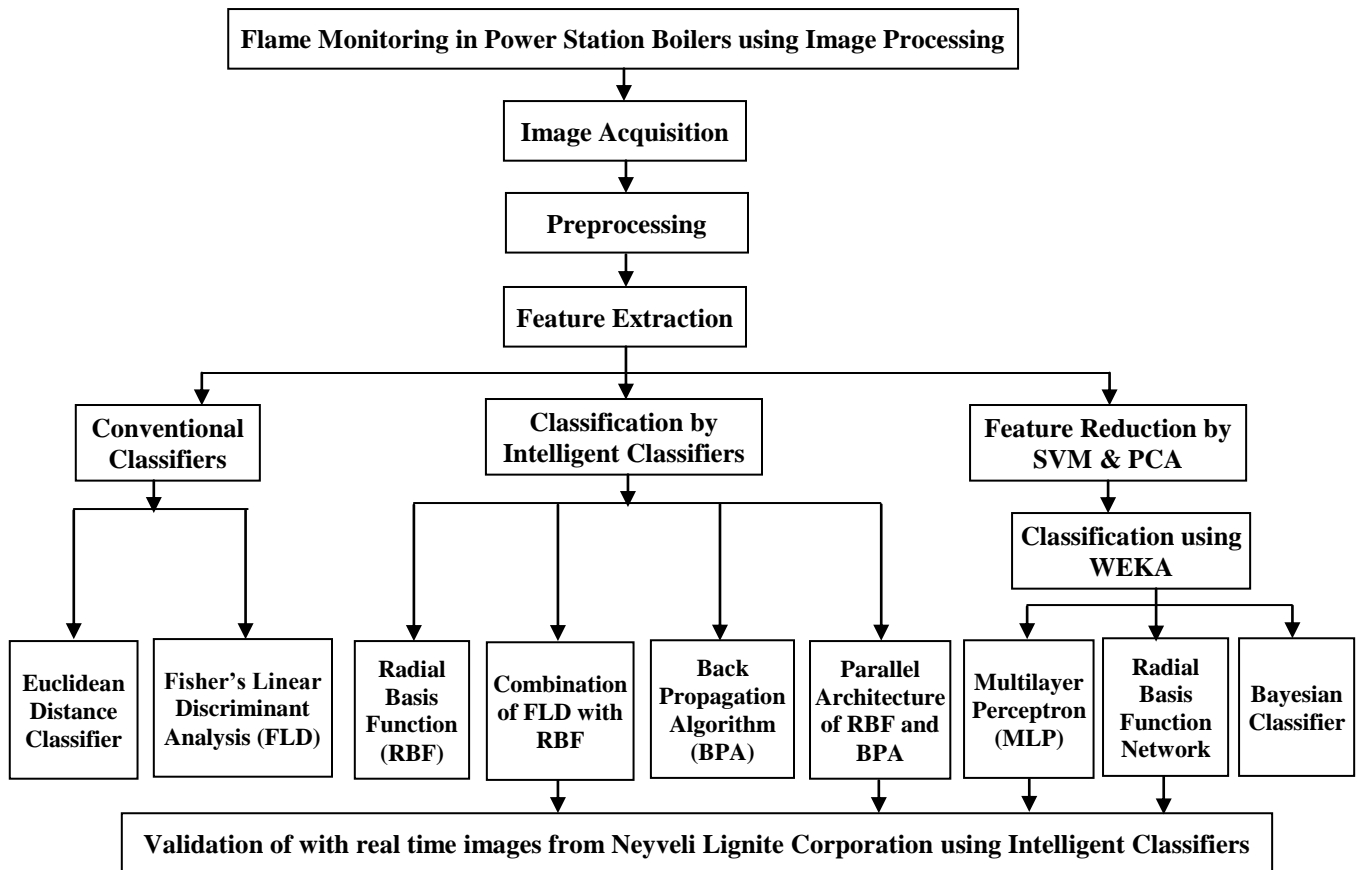 Flame Monitoring in Power Station Boilers using Image Processing
Image Acquisition
Preprocessing
Feature Extraction
Conventional
Classifiers
Classification by
Intelligent Classifiers
Feature Reduction by
SVM & PCA
Classification using
WEKA
Euclidean
Distance
Classifier
Fisher’s Linear
Discriminant
Analysis (FLD)
Radial
Basis
Function
(RBF)
Combination
of FLD with
RBF
Back
Propagation
Algorithm
(BPA)
Parallel
Architecture
of RBF and
BPA
Multilayer
Perceptron
(MLP)
Radial
Basis
Function
Network
Bayesian
Classifier
Validation of with real time images from Neyveli Lignite Corporation using Intelligent Classifiers